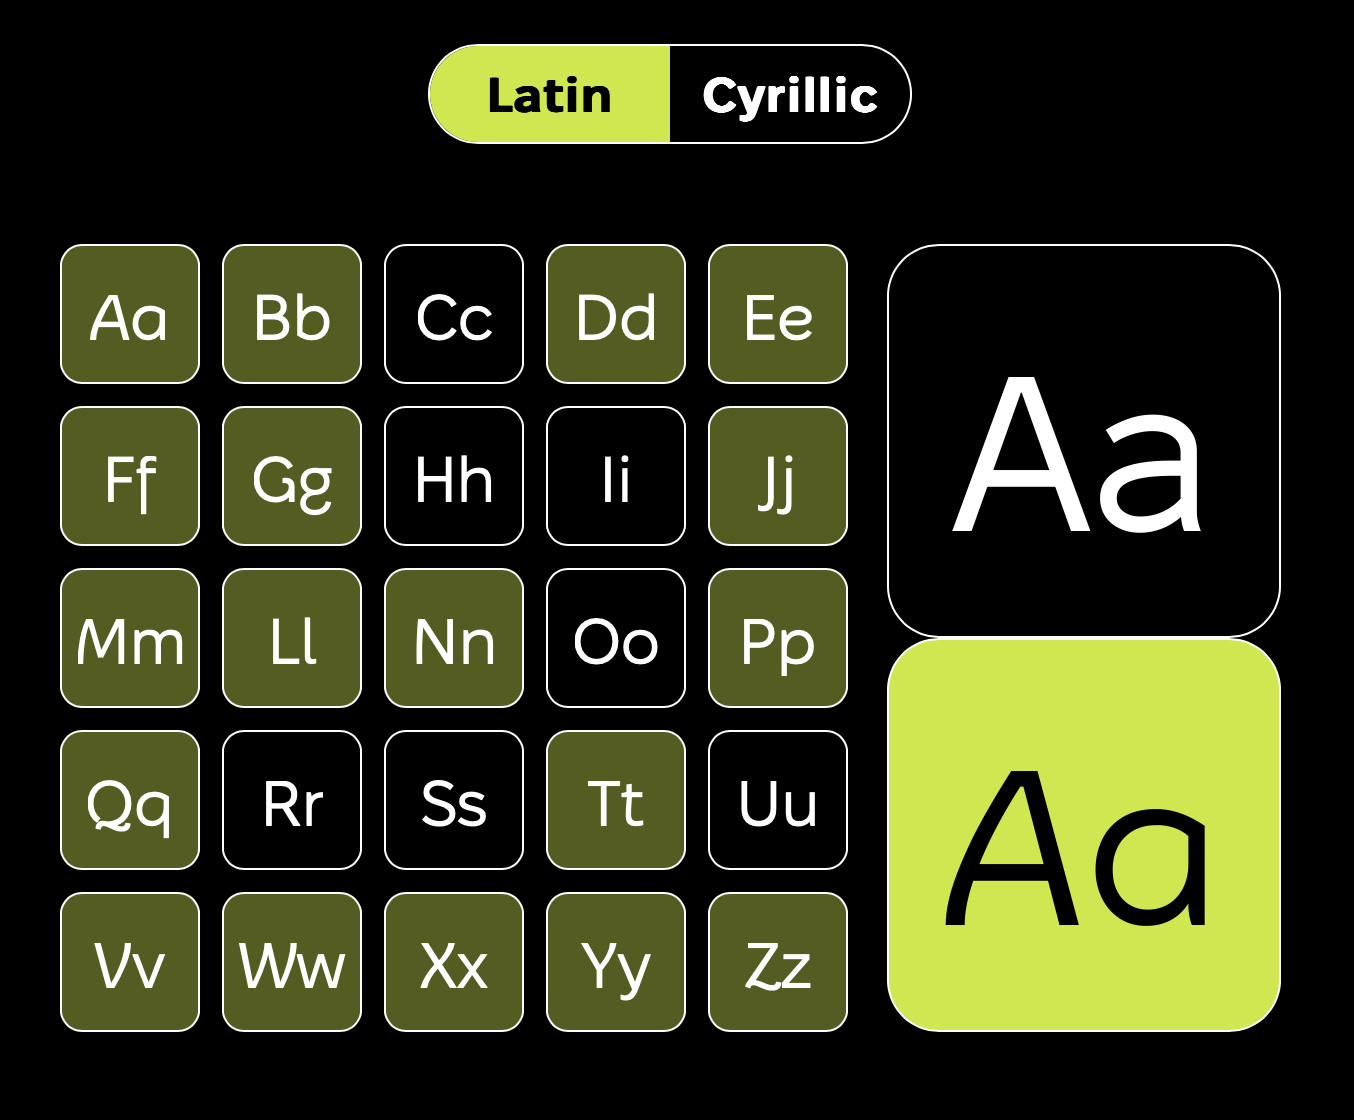 Latin Cyrillic
Aa Bb Cc Dd Ee
Ff Gg Hh Ii Jj
Mm Ll Nn Oo Pp
Qq Rr Ss Tt Uu
Vv Ww Xx Yy Zz
Aa
Aa